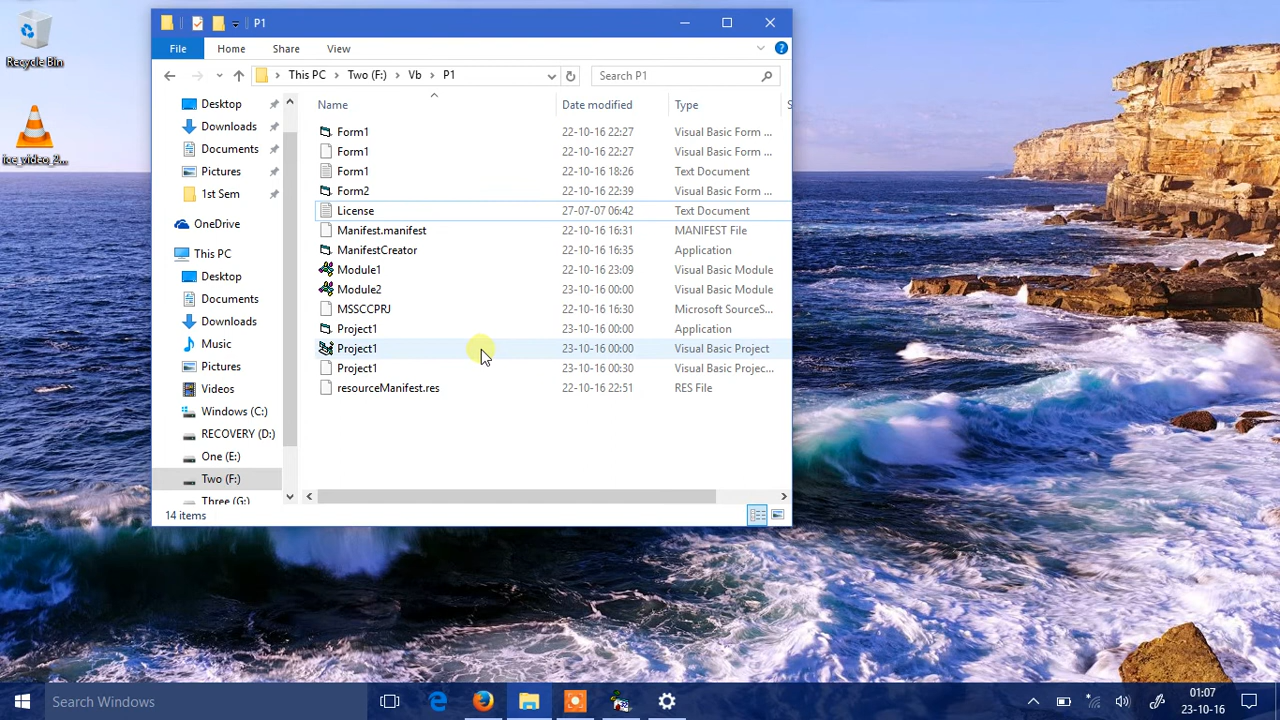 Recycle Bin
ice_video_2...
P1
File Home Share View
This PC Two (F:) Vb P1
Search P1
Desktop
Downloads
Documents
Pictures
1st Sem
OneDrive
This PC
Desktop
Documents
Downloads
Music
Pictures
Videos
Windows (C:)
RECOVERY (D:)
One (E:)
Two (F:)
Three (G:)
Name Date modified Type S
Form1 22-10-16 22:27 Visual Basic Form ...
Form1 22-10-16 22:27 Visual Basic Form ...
Form1 22-10-16 18:26 Text Document
Form2 22-10-16 22:39 Visual Basic Form ...
License 27-07-07 06:42 Text Document
Manifest.manifest 22-10-16 16:31 MANIFEST File
ManifestCreator 22-10-16 16:35 Application
Module1 22-10-16 23:09 Visual Basic Module
Module2 23-10-16 00:00 Visual Basic Module
MSSCCPRJ 22-10-16 16:30 Microsoft SourceS...
Project1 23-10-16 00:00 Application
Project1 23-10-16 00:00 Visual Basic Project
Project1 23-10-16 00:30 Visual Basic Projec...
resourceManifest.res 22-10-16 22:51 RES File
14 items
Search Windows
01:07
23-10-16